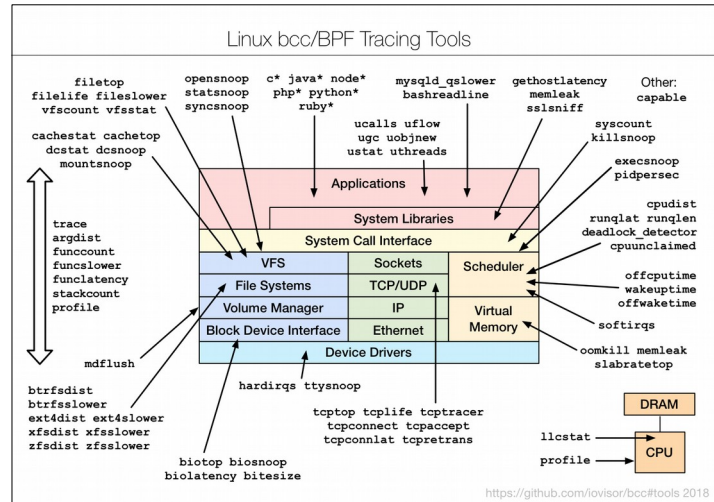 Linux bcc/BPF Tracing Tools
filetop
filelife fileslower
vfscount vfsstat
opensnoop
statsnoop
syncsnoop
c* java* node*
php* python*
ruby*
mysqld_qslower
bashreadline
gethostlatency
memleak
sslsniff
Other:
capable
cachestat cachetop
dcstat dcsnoop
mountsnoop
ucalls uflow
ugc uobjnew
ustat uthreads
syscount
killsnoop
execsnoop
pidpersec
trace
argdist
funccount
funcslower
funclatency
stackcount
profile
Applications
System Libraries
System Call Interface
VFS
Sockets
Scheduler
File Systems
TCP/UDP
Volume Manager
IP
Virtual
Memory
Block Device Interface
Ethernet
Device Drivers
cpudist
runqlat runqlen
deadlock_detector
cpuunclaimed
offcputime
wakeuptime
offwaketime
softirqs
mdflush
hardirqs ttysnoop
oomkill memleak
slabratetop
btrfsdist
btrfsslower
ext4dist ext4slower
xfsdist xfsslower
zfsdist zfsslower
biotop biosnoop
biolatency bitesize
tcptop tcplife tcptracer
tcpconnect tcpaccept
tcpconnlat tcpretrans
DRAM
llcstat
CPU
profile
https://github.com/iovisor/bcc#tools 2018